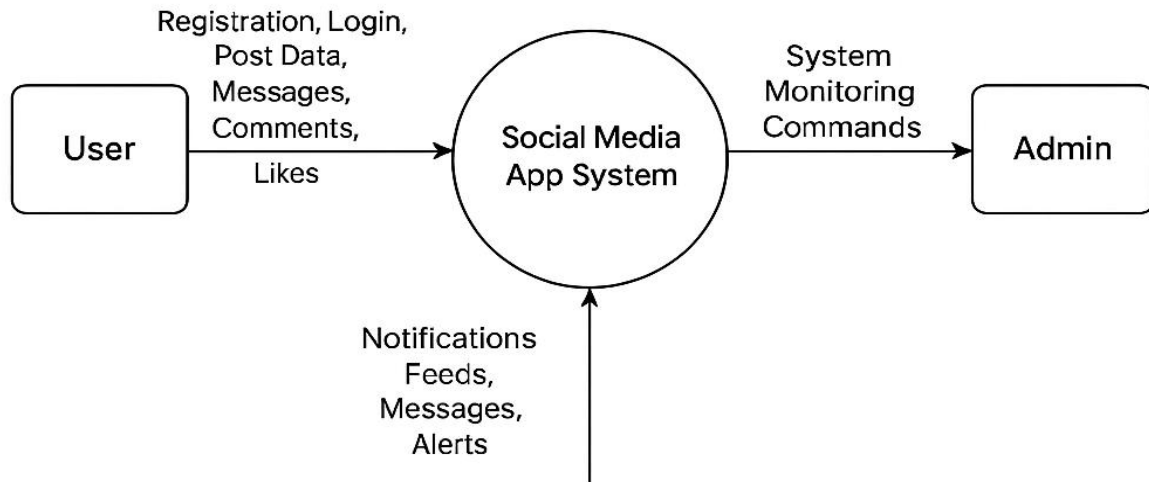 Registration, Login,
Post Data,
Messages,
Comments,
Likes
User
Social Media
App System
System
Monitoring
Commands
Admin
Notifications
Feeds,
Messages,
Alerts